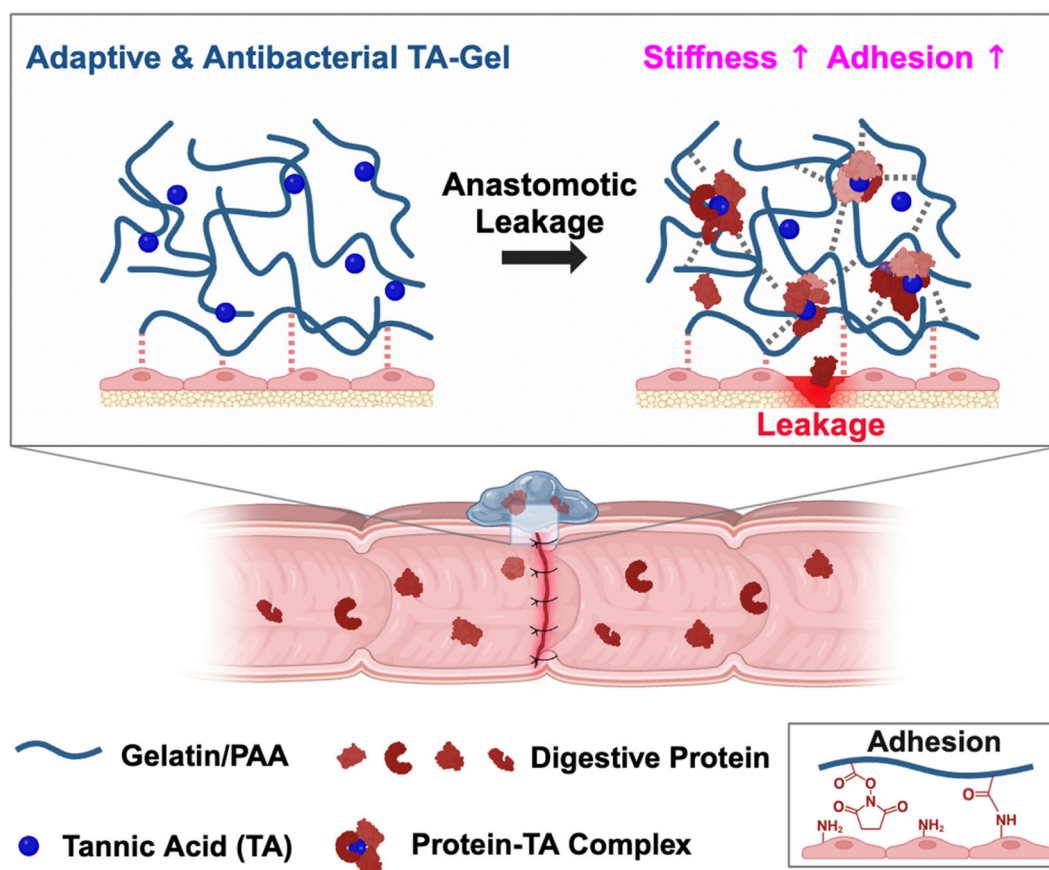 Adaptive & Antibacterial TA-Gel
Stiffness ↑ Adhesion ↑
Anastomotic
Leakage
Leakage
Gelatin/PAA
Digestive Protein
Tannic Acid (TA)
Protein-TA Complex
Adhesion
O
O
N
O
O
O
NH
NH₂
NH₂